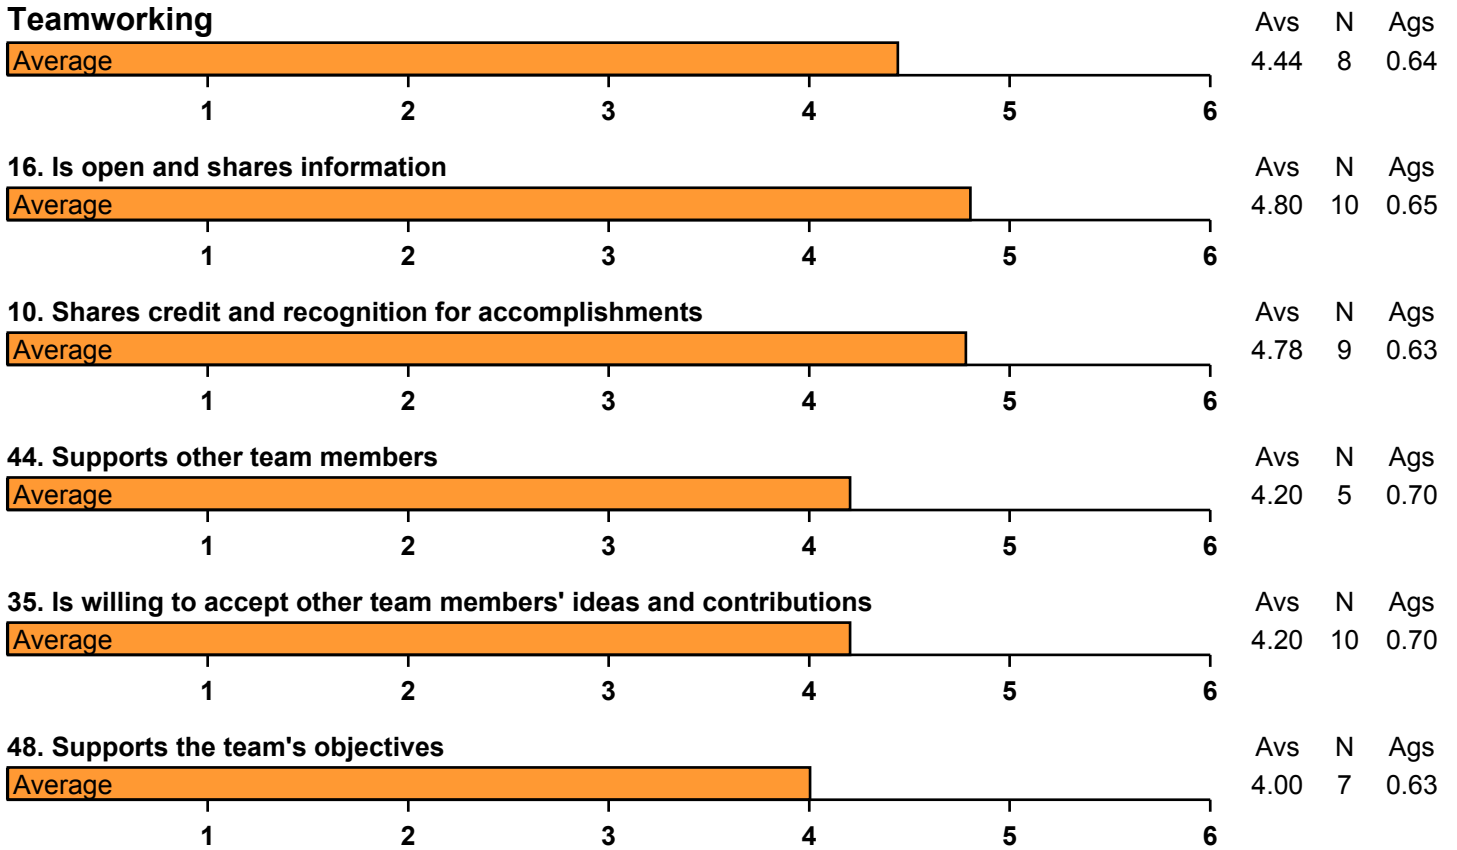 Teamworking Avs N Ags
Average 4.44 8 0.64
1 2 3 4 5 6
16. Is open and shares information Avs N Ags
Average 4.80 10 0.65
1 2 3 4 5 6
10. Shares credit and recognition for accomplishments Avs N Ags
Average 4.78 9 0.63
1 2 3 4 5 6
44. Supports other team members Avs N Ags
Average 4.20 5 0.70
1 2 3 4 5 6
35. Is willing to accept other team members' ideas and contributions Avs N Ags
Average 4.20 10 0.70
1 2 3 4 5 6
48. Supports the team's objectives Avs N Ags
Average 4.00 7 0.63
1 2 3 4 5 6